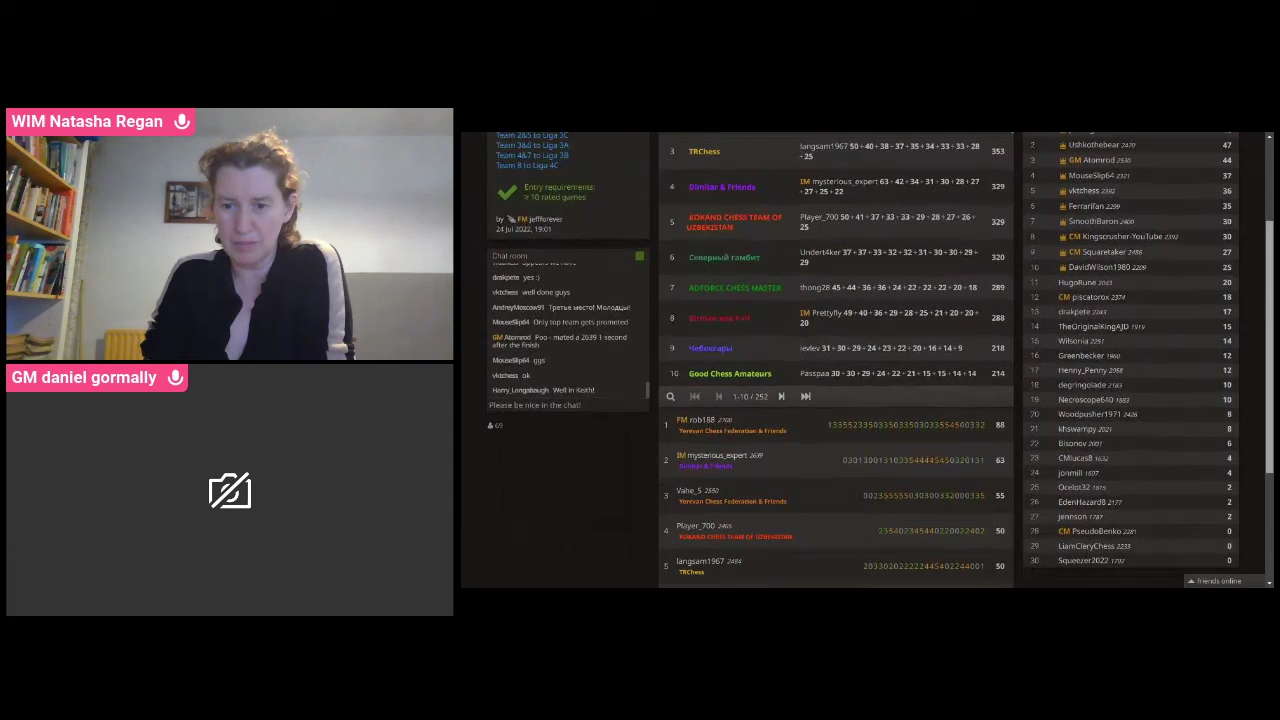 WIM Natasha Regan
GM daniel gormally
Team 2&5 to Liga 3C
Team 3&6 to Liga 3A
Team 4&7 to Liga 3B
Team 8 to Liga 4C
Entry requirements:
≥ 10 rated games
by FM jeffforever
24 Jul 2022, 19:01
Chat room
drakpete yes :)
vktchess well done guys
AndreyMoscow91 Третье место! Молодцы!
MouseSlip64 Only top team gets promoted
GM Atomrod Poo - mated a 2639 1 second
after the finish
MouseSlip64 ggs
vktchess ok
Harry_Longabaugh Well in Keith!
Please be nice in the chat!
69
3 TRChess langsam1967 50 + 40 + 38 + 37 + 35 + 34 + 33 + 33 + 28
+ 25 353
4 Dimitar & Friends IM mysterious_expert 63 + 42 + 34 + 31 + 30 + 28 + 27
+ 27 + 25 + 22 329
5 KOKAND CHESS TEAM OF
UZBEKISTAN Player_700 50 + 41 + 37 + 33 + 33 + 29 + 28 + 27 + 26 +
25 329
6 Северный гамбит Undert4ker 37 + 37 + 33 + 32 + 32 + 31 + 30 + 30 + 29 +
29 320
7 ADFORCE CHESS MASTER thong28 45 + 44 + 36 + 36 + 24 + 22 + 22 + 22 + 20 + 18 289
8 IM Prettyfly 49 + 40 + 36 + 29 + 28 + 25 + 21 + 20 + 20 +
20 288
9 Чебоксары ievlev 31 + 30 + 29 + 24 + 23 + 22 + 20 + 16 + 14 + 9 218
10 Good Chess Amateurs Passpaa 30 + 30 + 29 + 24 + 22 + 21 + 15 + 15 + 14 + 14 214
1-10 / 252
1 FM rob188 2700 88
Yerevan Chess Federation & Friends
2 IM mysterious_expert 2639 63
Dimitar & Friends
3 Vahe_S 2550 55
Yerevan Chess Federation & Friends
4 Player_700 2405 50
KOKAND CHESS TEAM OF UZBEKISTAN
5 langsam1967 2484 50
TRChess
2 Ushkothebear 2470 47
3 GM Atomrod 2530 44
4 MouseSlip64 2321 37
5 vktchess 2392 36
6 Ferrarifan 2299 35
7 SmoothBaron 2400 30
8 CM Kingscrusher-YouTube 2392 30
9 CM Squaretaker 2486 27
10 DavidWilson1980 2209 25
11 HugoRune 2043 20
12 CM piscatorox 2374 18
13 drakpete 2243 17
14 TheOriginalKingAJD 1919 15
15 Wilsonia 2291 14
16 Greenbecker 1960 12
17 Henny_Penny 2058 12
18 degringolade 2183 10
19 Necroscope640 1883 10
20 Woodpusher1971 2426 8
21 khswapny 2021 8
22 Bisonov 2001 6
23 CMlucas8 1632 4
24 jonmill 1607 4
25 Ocelot32 1815 2
26 EdenHazard8 2177 2
27 jennson 1787 2
28 CM PseudoBenko 2281 0
29 LiamCleryChess 2233 0
30 Squeezer2022 1702 0
friends online